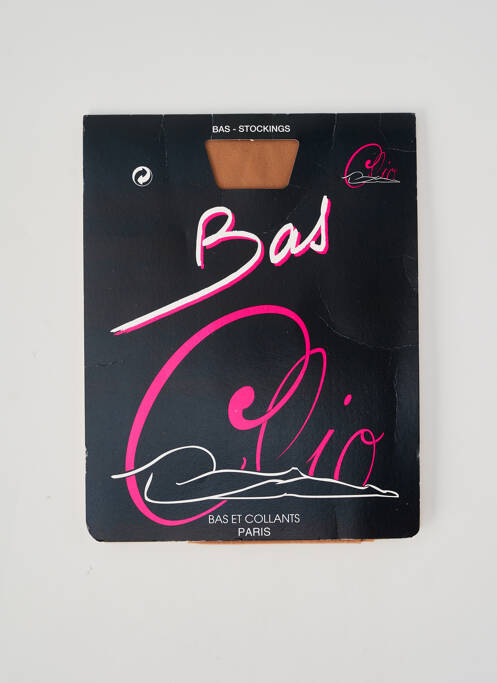 BAS - STOCKINGS
Clio
Bas
Clio
BAS ET COLLANTS
PARIS